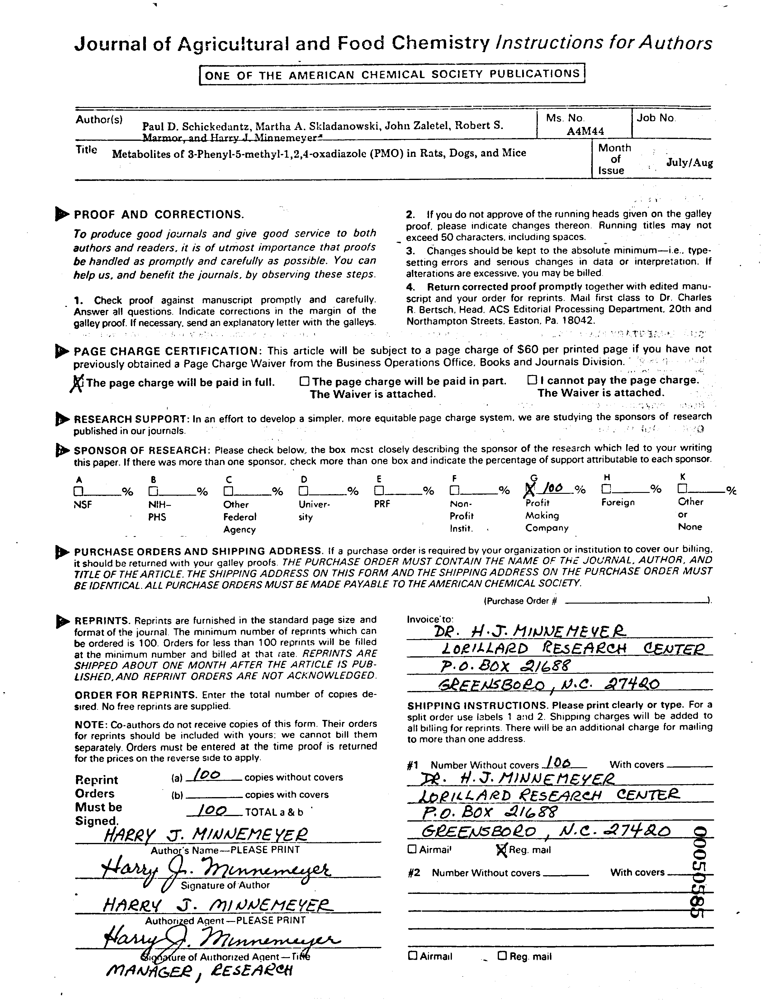 Journal of Agricultural and Food Chemistry Instructions for Authors
ONE OF THE AMERICAN CHEMICAL SOCIETY PUBLICATIONS
Author(s)
Paul D. Schickedantz, Martha A. Skladanowski, John Zaletel, Robert S.
Marmor, and Harry J. Minnemeyer*
Ms. No.
A4M44
Job No.
Title Metabolites of 3-Phenyl-5-methyl-1,2,4-oxadiazole (PMO) in Rats, Dogs, and Mice
Month
of
Issue
July/Aug
PROOF AND CORRECTIONS.
To produce good journals and give good service to both
authors and readers, it is of utmost importance that proofs
be handled as promptly and carefully as possible. You can
help us, and benefit the journals, by observing these steps.
1. Check proof against manuscript promptly and carefully.
Answer all questions. Indicate corrections in the margin of the
galley proof. If necessary, send an explanatory letter with the galleys.
2. If you do not approve of the running heads given on the galley
proof, please indicate changes thereon. Running titles may not
exceed 50 characters, including spaces.
3. Changes should be kept to the absolute minimum—i.e., type-
setting errors and serious changes in data or interpretation. If
alterations are excessive, you may be billed.
4. Return corrected proof promptly together with edited manu-
script and your order for reprints. Mail first class to Dr. Charles
R. Bertsch, Head, ACS Editorial Processing Department, 20th and
Northampton Streets, Easton, Pa. 18042.
PAGE CHARGE CERTIFICATION: This article will be subject to a page charge of $60 per printed page if you have not
previously obtained a Page Charge Waiver from the Business Operations Office, Books and Journals Division.
The page charge will be paid in full.
The page charge will be paid in part.
The Waiver is attached.
I cannot pay the page charge.
The Waiver is attached.
RESEARCH SUPPORT: In an effort to develop a simpler, more equitable page charge system, we are studying the sponsors of research
published in our journals.
SPONSOR OF RESEARCH: Please check below, the box most closely describing the sponsor of the research which led to your writing
this paper. If there was more than one sponsor, check more than one box and indicate the percentage of support attributable to each sponsor.
A B C D E F G H K
% % % % % % 100 % % %
NSF NIH- Other Univer- PRF Non- Profit Foreign Other
PHS Federal sity Profit Making or
Agency Instit. Company None
PURCHASE ORDERS AND SHIPPING ADDRESS. If a purchase order is required by your organization or institution to cover our billing,
it should be returned with your galley proofs. THE PURCHASE ORDER MUST CONTAIN THE NAME OF THE JOURNAL, AUTHOR, AND
TITLE OF THE ARTICLE. THE SHIPPING ADDRESS ON THIS FORM AND THE SHIPPING ADDRESS ON THE PURCHASE ORDER MUST
BE IDENTICAL. ALL PURCHASE ORDERS MUST BE MADE PAYABLE TO THE AMERICAN CHEMICAL SOCIETY.
(Purchase Order # ).
REPRINTS. Reprints are furnished in the standard page size and
format of the journal. The minimum number of reprints which can
be ordered is 100. Orders for less than 100 reprints will be filled
at the minimum number and billed at that rate. REPRINTS ARE
SHIPPED ABOUT ONE MONTH AFTER THE ARTICLE IS PUB-
LISHED, AND REPRINT ORDERS ARE NOT ACKNOWLEDGED.
ORDER FOR REPRINTS. Enter the total number of copies de-
sired. No free reprints are supplied.
NOTE: Co-authors do not receive copies of this form. Their orders
for reprints should be included with yours: we cannot bill them
separately. Orders must be entered at the time proof is returned
for the prices on the reverse side to apply.
Reprint (a) 100 copies without covers
Orders (b) copies with covers
Must be 100 TOTAL a & b
Signed.
HARRY J. MINNEMEYER
Author's Name—PLEASE PRINT
Harry J. Minnemeyer
Signature of Author
HARRY J. MINNEMEYER
Authorized Agent—PLEASE PRINT
Harry J. Minnemeyer
Signature of Authorized Agent—Title
MANAGER, RESEARCH
Invoice to:
DR. H.J. MINNEMEYER
LORILLARD RESEARCH CENTER
P.O. BOX 21688
GREENSBORO, N.C. 27420
SHIPPING INSTRUCTIONS. Please print clearly or type. For a
split order use labels 1 and 2. Shipping charges will be added to
all billing for reprints. There will be an additional charge for mailing
to more than one address.
#1 Number Without covers 100 With covers
DR. H.J. MINNEMEYER
LORILLARD RESEARCH CENTER
P.O. BOX 21688
GREENSBORO, N.C. 27420
Airmail Reg. mail
#2 Number Without covers With covers
Airmail Reg. mail
00050585